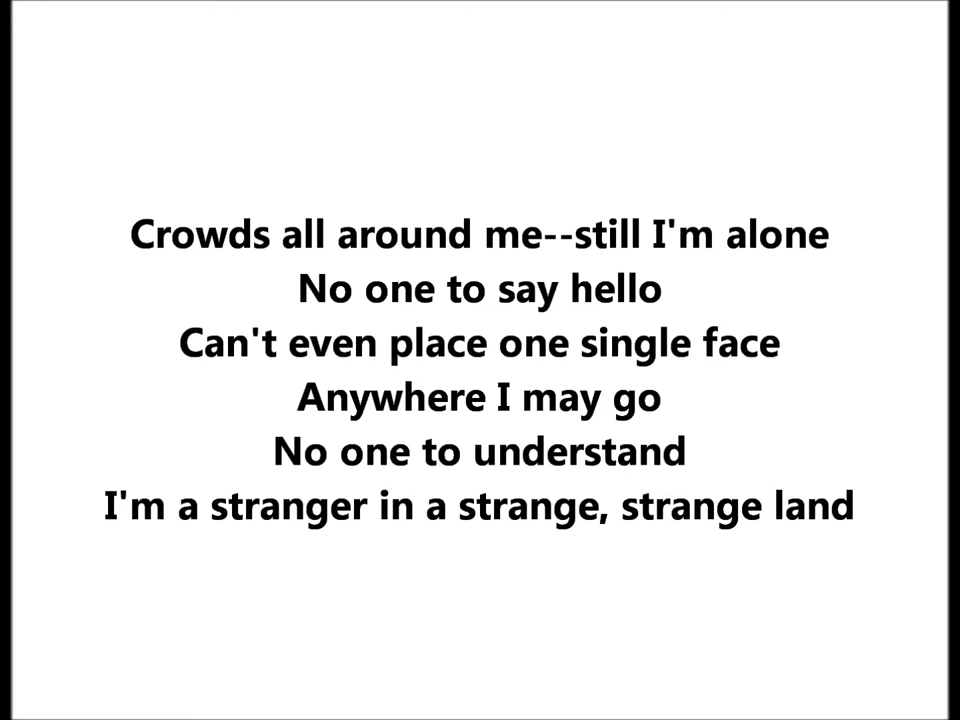 Crowds all around me--still I'm alone
No one to say hello
Can't even place one single face
Anywhere I may go
No one to understand
I'm a stranger in a strange, strange land